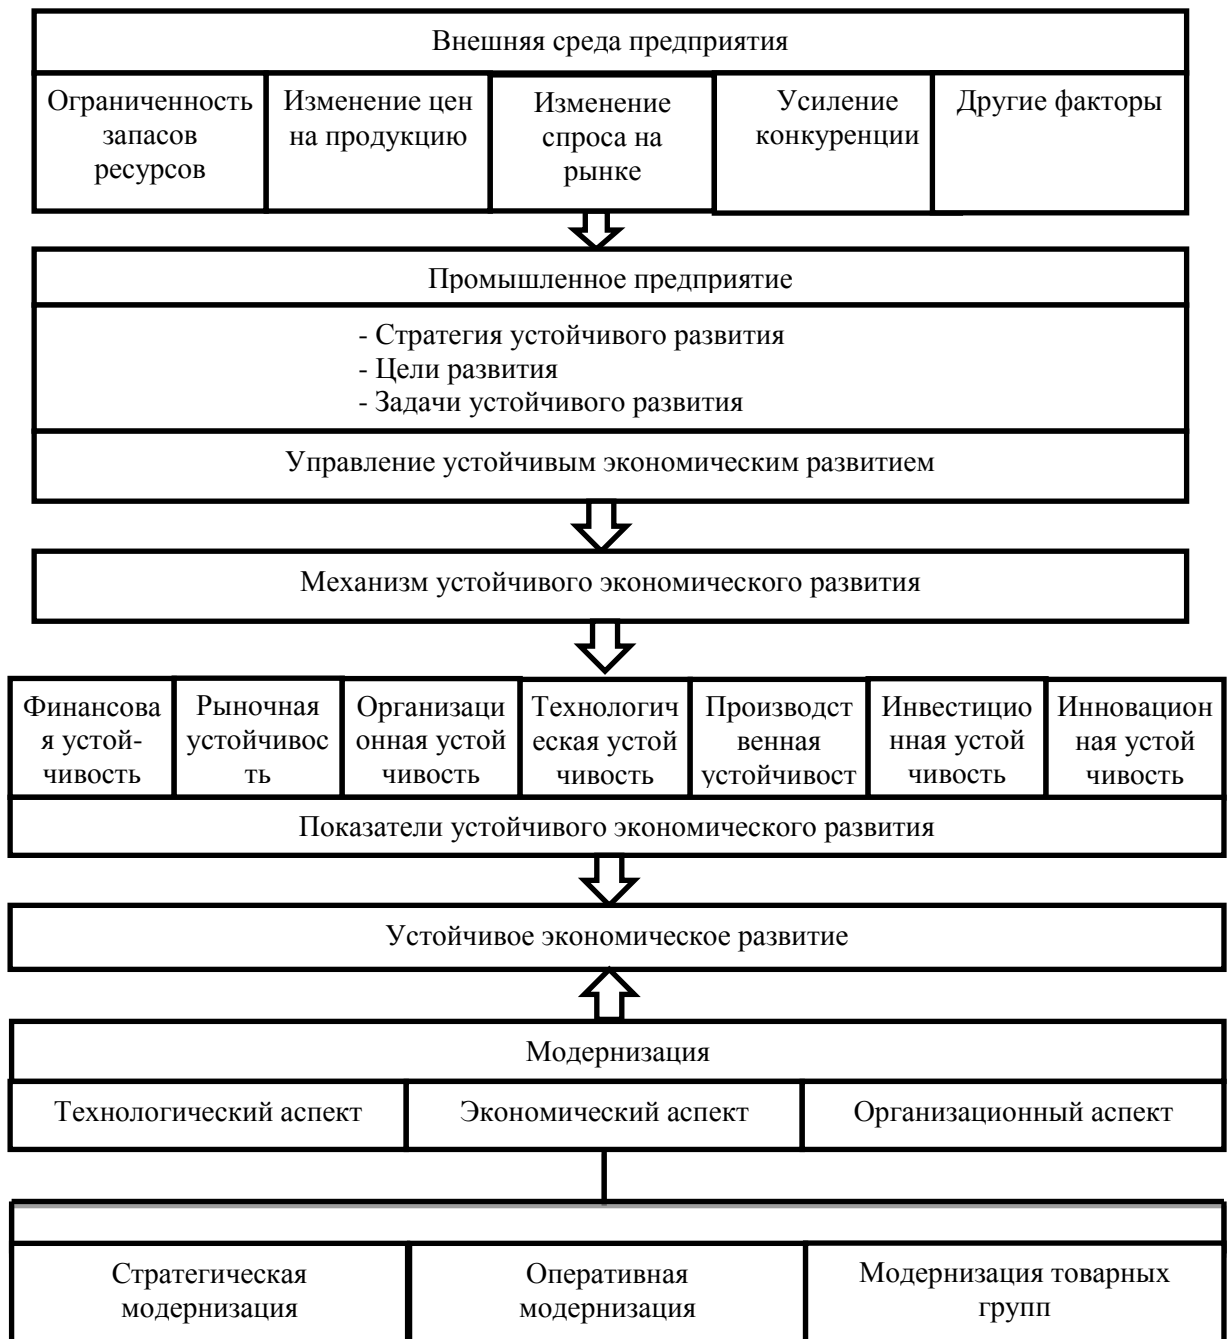 Внешняя среда предприятия
Ограниченность
запасов
ресурсов
Изменение цен
на продукцию
Изменение
спроса на
рынке
Усиление
конкуренции
Другие факторы
Промышленное предприятие
- Стратегия устойчивого развития
- Цели развития
- Задачи устойчивого развития
Управление устойчивым экономическим развитием
Механизм устойчивого экономического развития
Финансова
я устой-
чивость
Рыночная
устойчивос
ть
Организаци
онная устой
чивость
Технологич
еская устой
чивость
Производст
венная
устойчивост
Инвестицио
нная устой
чивость
Инновацион
ная устой
чивость
Показатели устойчивого экономического развития
Устойчивое экономическое развитие
Модернизация
Технологический аспект
Экономический аспект
Организационный аспект
Стратегическая
модернизация
Оперативная
модернизация
Модернизация товарных
групп